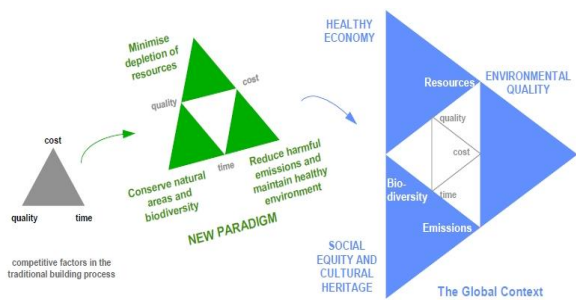 cost
quality
time
competitive factors in the
traditional building process
Minimise
depletion of
resources
quality
cost
time
Conserve natural
areas and
biodiversity
Reduce harmful
emissions and
maintain healthy
environment
NEW PARADIGM
HEALTHY
ECONOMY
Resources
ENVIRONMENTAL
QUALITY
quality
cost
time
Bio-
diversity
Emissions
SOCIAL
EQUITY AND
CULTURAL
HERITAGE
The Global Context